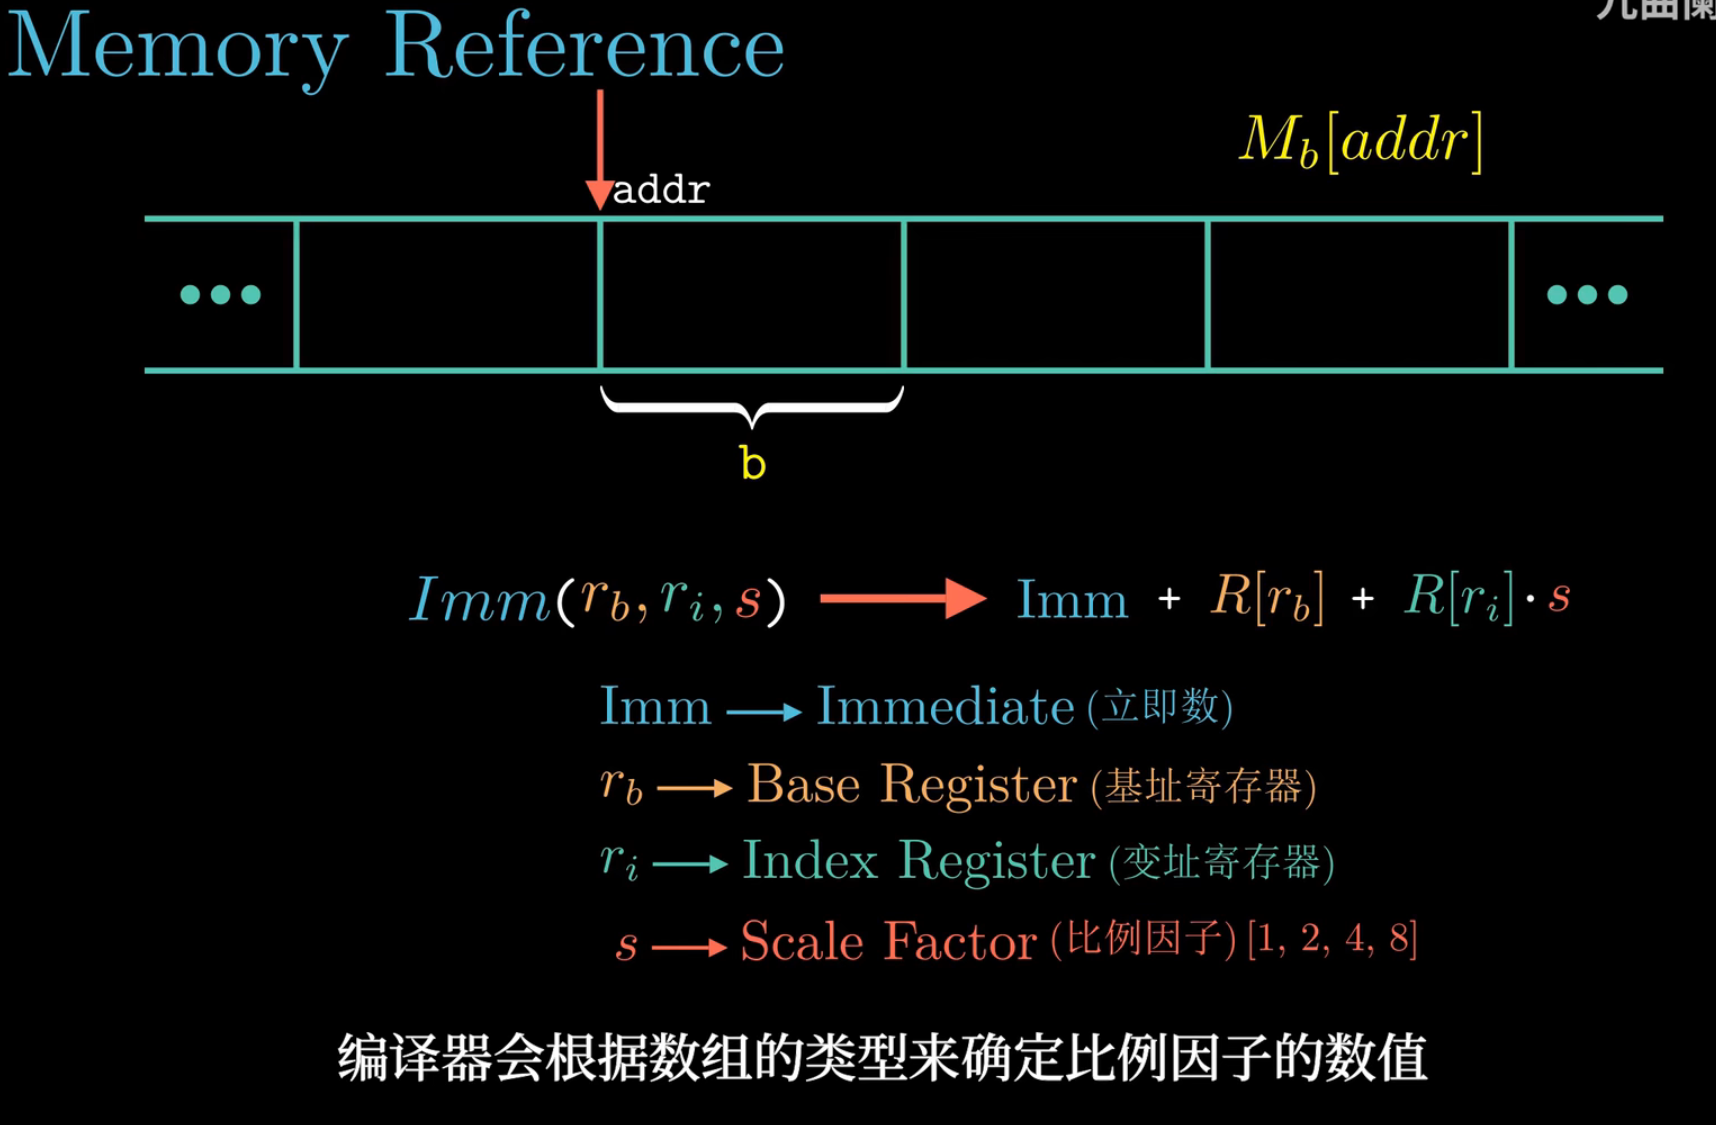 Memory Reference
addr
M_b[addr]
b
Imm(r_b, r_i, s) → Imm + R[r_b] + R[r_i]·s
Imm → Immediate (立即数)
r_b → Base Register (基址寄存器)
r_i → Index Register (变址寄存器)
s → Scale Factor (比例因子) [1, 2, 4, 8]
编译器会根据数组的类型来确定比例因子的数值